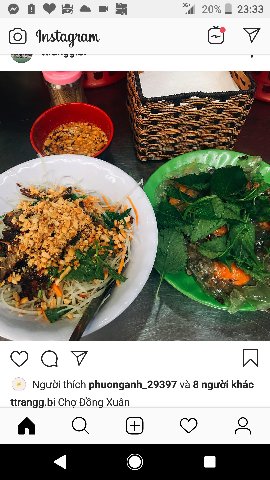 20% 23:33
Instagram
Người thích phuonganh_29397 và 8 người khác
ttrangg.bi Chợ Đồng Xuân